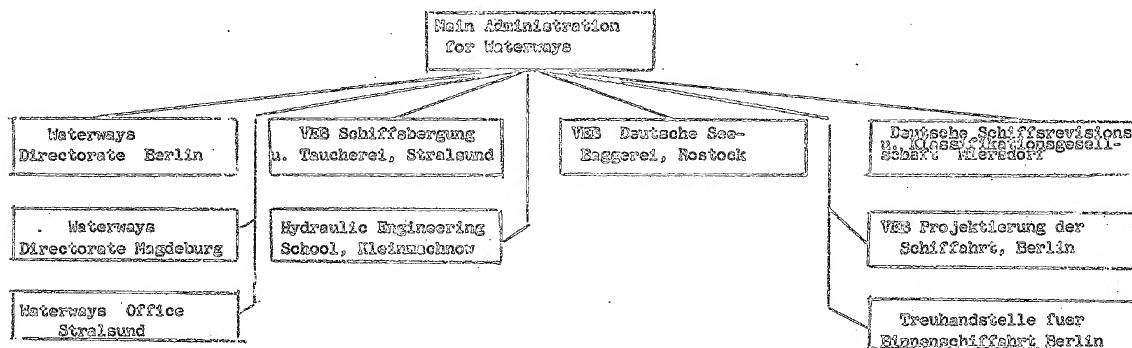 Main Administration
for Waterways
Waterways
Directorate Berlin
VEB Schiffsbergung
u. Taucherei, Stralsund
VEB Deutsche See-
Baggerei, Rostock
Deutsche Schiffsrevisions
u. Klassifikationsgesell-
schaft Miersdorf
Waterways
Directorate Magdeburg
Hydraulic Engineering
School, Kleinmachnow
VEB Projektierung der
Schiffahrt, Berlin
Waterways Office
Stralsund
Treuhandstelle fuer
Binnenschiffahrt Berlin